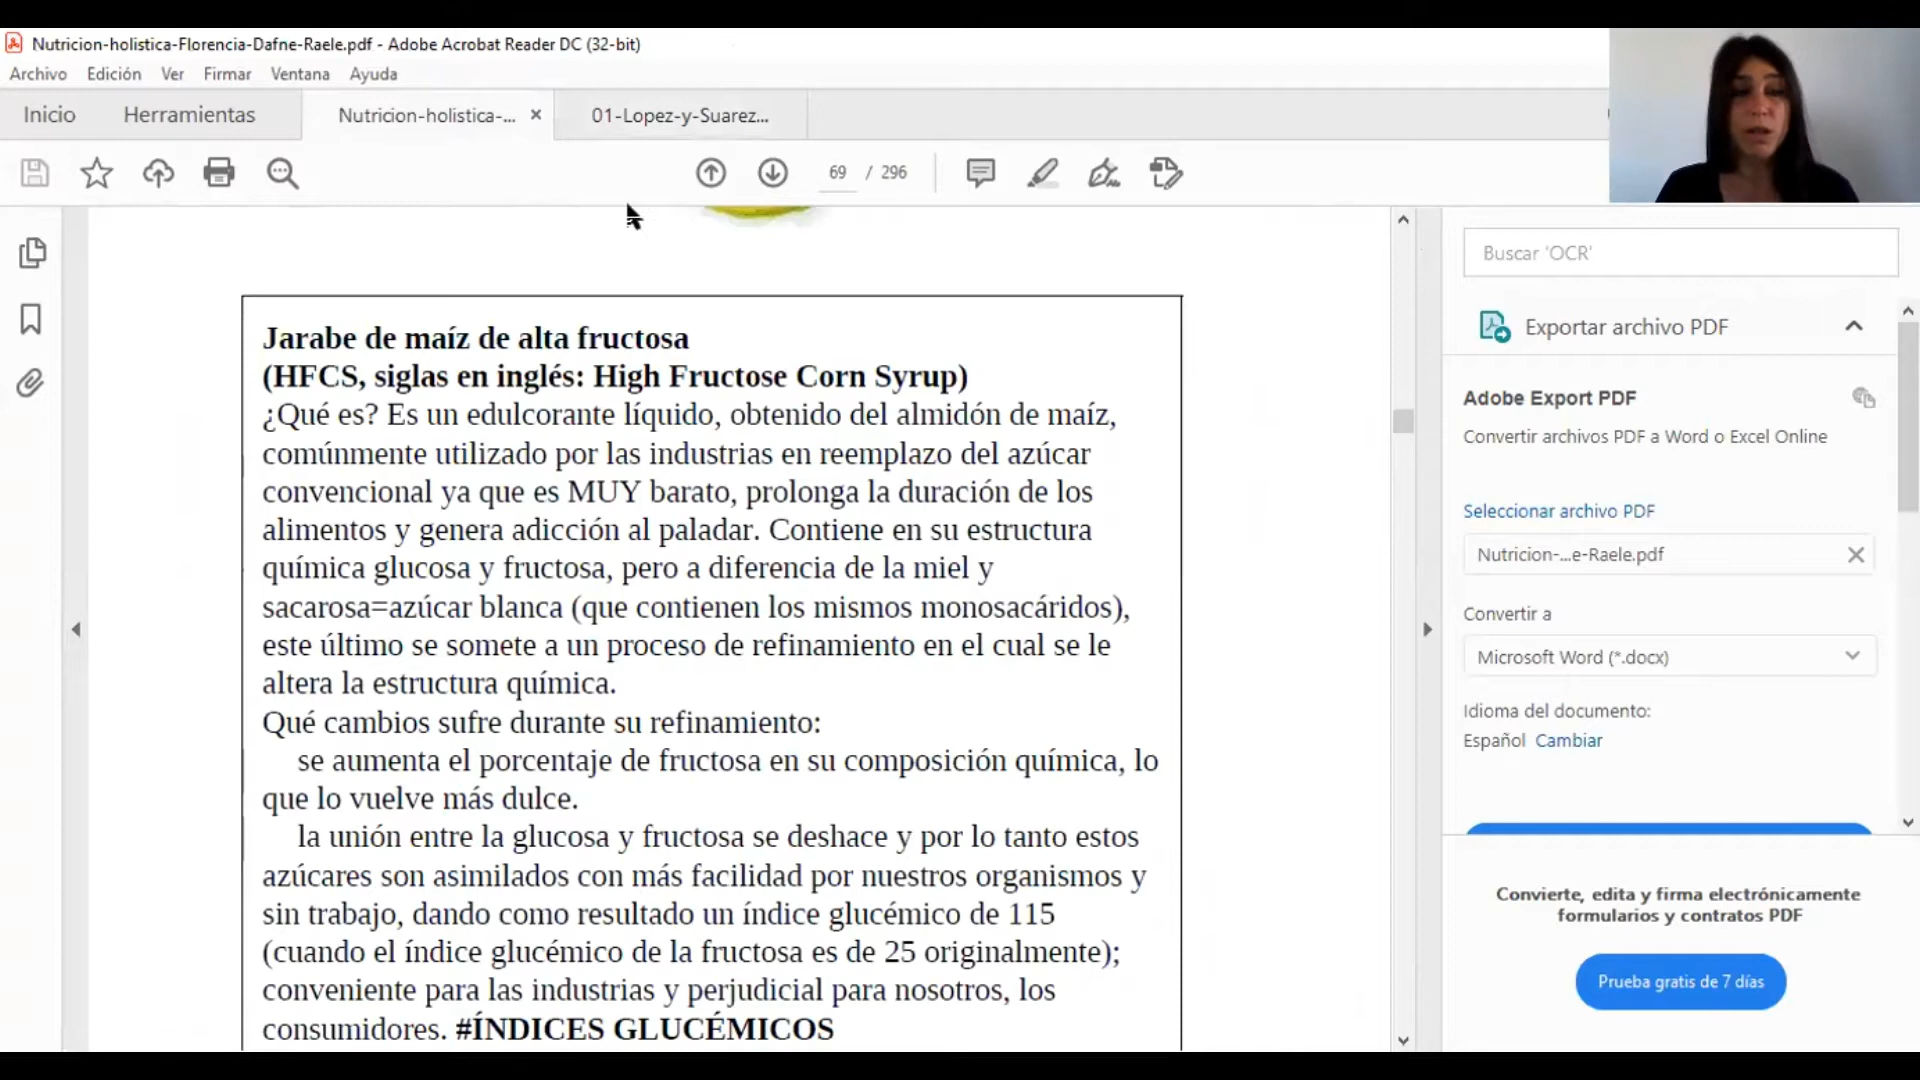 Nutricion-holistica-Florencia-Dafne-Raele.pdf - Adobe Acrobat Reader DC (32-bit)
Archivo Edición Ver Firmar Ventana Ayuda
Inicio Herramientas Nutricion-holistica-... × 01-Lopez-y-Suarez...
69 / 296
Jarabe de maíz de alta fructosa
(HFCS, siglas en inglés: High Fructose Corn Syrup)
¿Qué es? Es un edulcorante líquido, obtenido del almidón de maíz,
comúnmente utilizado por las industrias en reemplazo del azúcar
convencional ya que es MUY barato, prolonga la duración de los
alimentos y genera adicción al paladar. Contiene en su estructura
química glucosa y fructosa, pero a diferencia de la miel y
sacarosa=azúcar blanca (que contienen los mismos monosacáridos),
este último se somete a un proceso de refinamiento en el cual se le
altera la estructura química.
Qué cambios sufre durante su refinamiento:
se aumenta el porcentaje de fructosa en su composición química, lo
que lo vuelve más dulce.
la unión entre la glucosa y fructosa se deshace y por lo tanto estos
azúcares son asimilados con más facilidad por nuestros organismos y
sin trabajo, dando como resultado un índice glucémico de 115
(cuando el índice glucémico de la fructosa es de 25 originalmente);
conveniente para las industrias y perjudicial para nosotros, los
consumidores. #ÍNDICES GLUCÉMICOS
Buscar 'OCR'
Exportar archivo PDF
Adobe Export PDF
Convertir archivos PDF a Word o Excel Online
Seleccionar archivo PDF
Nutricion-...e-Raele.pdf
Convertir a
Microsoft Word (*.docx)
Idioma del documento:
Español Cambiar
Convierte, edita y firma electrónicamente
formularios y contratos PDF
Prueba gratis de 7 días